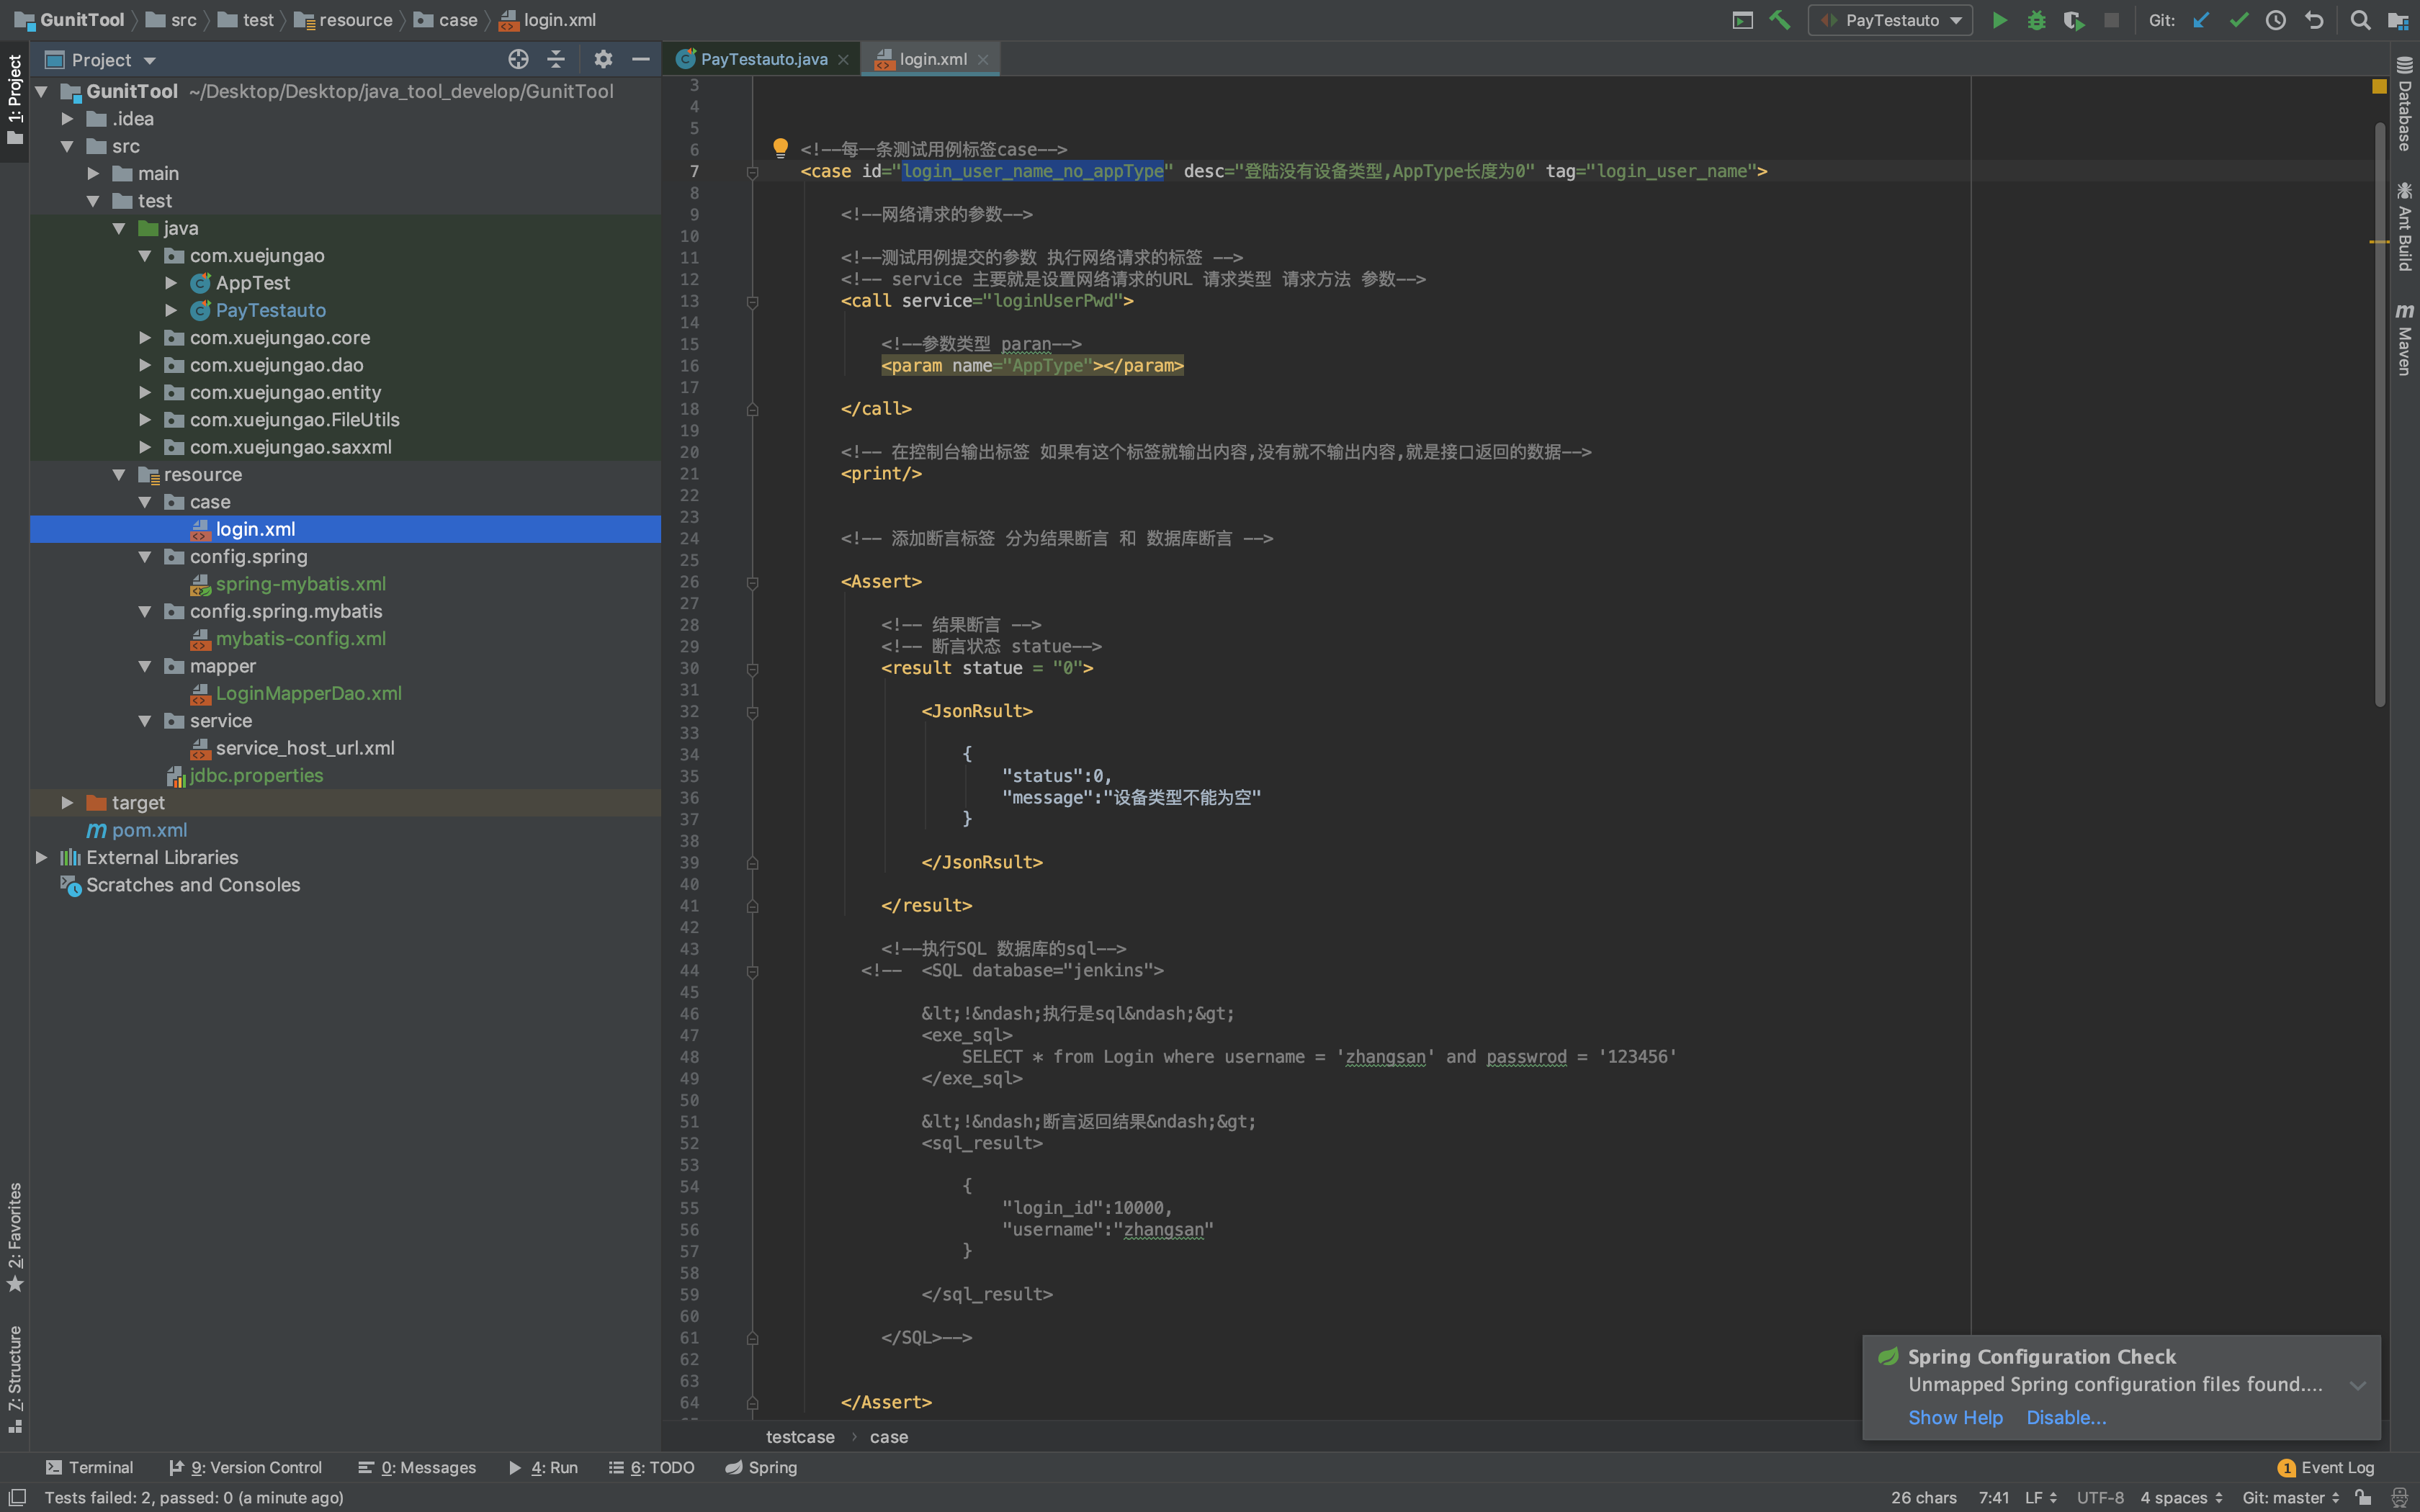 GunitTool src test resource case login.xml PayTestauto Git:
1: Project
Project
GunitTool ~/Desktop/Desktop/java_tool_develop/GunitTool
.idea
src
main
test
java
com.xuejungao
AppTest
PayTestauto
com.xuejungao.core
com.xuejungao.dao
com.xuejungao.entity
com.xuejungao.FileUtils
com.xuejungao.saxxml
resource
case
login.xml
config.spring
spring-mybatis.xml
config.spring.mybatis
mybatis-config.xml
mapper
LoginMapperDao.xml
service
service_host_url.xml
jdbc.properties
target
pom.xml
External Libraries
Scratches and Consoles
2: Favorites
7: Structure
PayTestauto.java login.xml
3
4
5
6 <!--每一条测试用例标签case-->
7 <case id="login_user_name_no_appType" desc="登陆没有设备类型,AppType长度为0" tag="login_user_name">
8
9 <!--网络请求的参数-->
10
11 <!--测试用例提交的参数 执行网络请求的标签 -->
12 <!-- service 主要就是设置网络请求的URL 请求类型 请求方法 参数-->
13 <call service="loginUserPwd">
14
15 <!--参数类型 paran-->
16 <param name="AppType"></param>
17
18 </call>
19
20 <!-- 在控制台输出标签 如果有这个标签就输出内容,没有就不输出内容,就是接口返回的数据-->
21 <print/>
22
23
24 <!-- 添加断言标签 分为结果断言 和 数据库断言 -->
25
26 <Assert>
27
28 <!-- 结果断言 -->
29 <!-- 断言状态 statue-->
30 <result statue = "0">
31
32 <JsonRsult>
33
34 {
35 "status":0,
36 "message":"设备类型不能为空"
37 }
38
39 </JsonRsult>
40
41 </result>
42
43 <!--执行SQL 数据库的sql-->
44 <!-- <SQL database="jenkins">
45
46 &lt;!&ndash;执行是sql&ndash;&gt;
47 <exe_sql>
48 SELECT * from Login where username = 'zhangsan' and passwrod = '123456'
49 </exe_sql>
50
51 &lt;!&ndash;断言返回结果&ndash;&gt;
52 <sql_result>
53
54 {
55 "login_id":10000,
56 "username":"zhangsan"
57 }
58
59 </sql_result>
60
61 </SQL>-->
62
63
64 </Assert>
testcase case
Database
Ant Build
Maven
Spring Configuration Check
Unmapped Spring configuration files found....
Show Help Disable...
Terminal 9: Version Control 0: Messages 4: Run 6: TODO Spring 1 Event Log
Tests failed: 2, passed: 0 (a minute ago) 26 chars 7:41 LF UTF-8 4 spaces Git: master